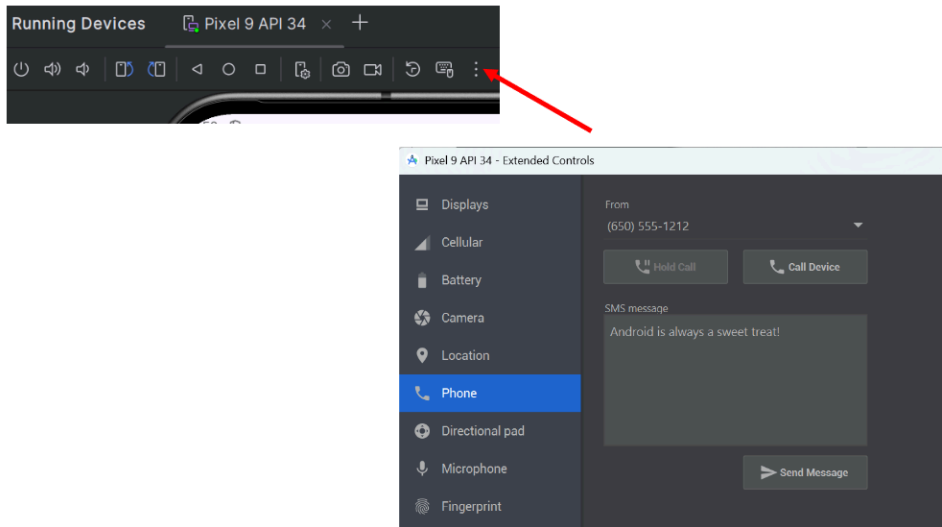 Running Devices
Pixel 9 API 34
Pixel 9 API 34 - Extended Controls
Displays
Cellular
Battery
Camera
Location
Phone
Directional pad
Microphone
Fingerprint
From
(650) 555-1212
Hold Call
Call Device
SMS message
Android is always a sweet treat!
Send Message